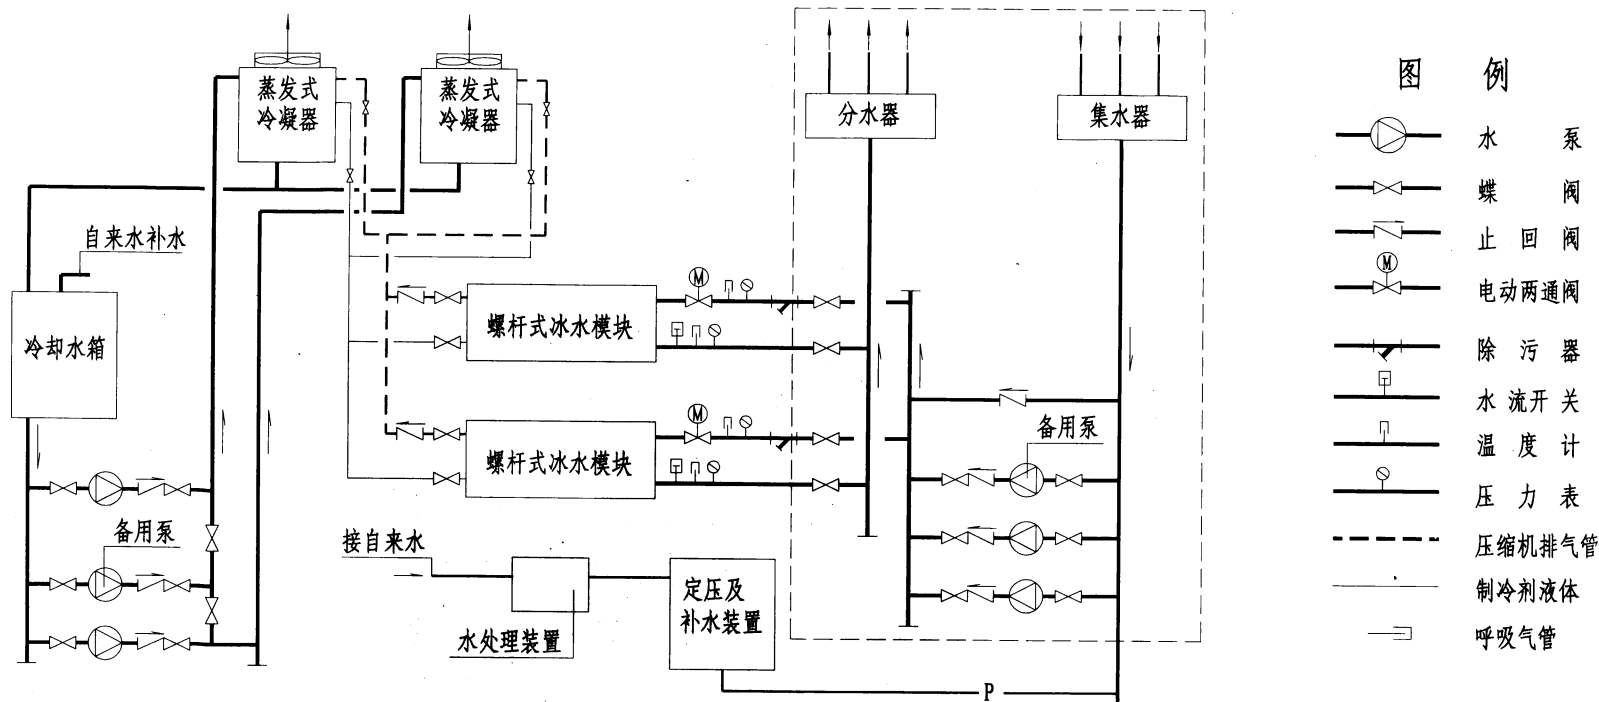 蒸发式
冷凝器
蒸发式
冷凝器
分水器
集水器
自来水补水
冷却水箱
备用泵
M
螺杆式冰水模块
M
螺杆式冰水模块
备用泵
接自来水
水处理装置
定压及
补水装置
P
图 例
水 泵
蝶 阀
止 回 阀
M
电动两通阀
除 污 器
水流开关
温 度 计
压 力 表
压缩机排气管
制冷剂液体
呼吸气管